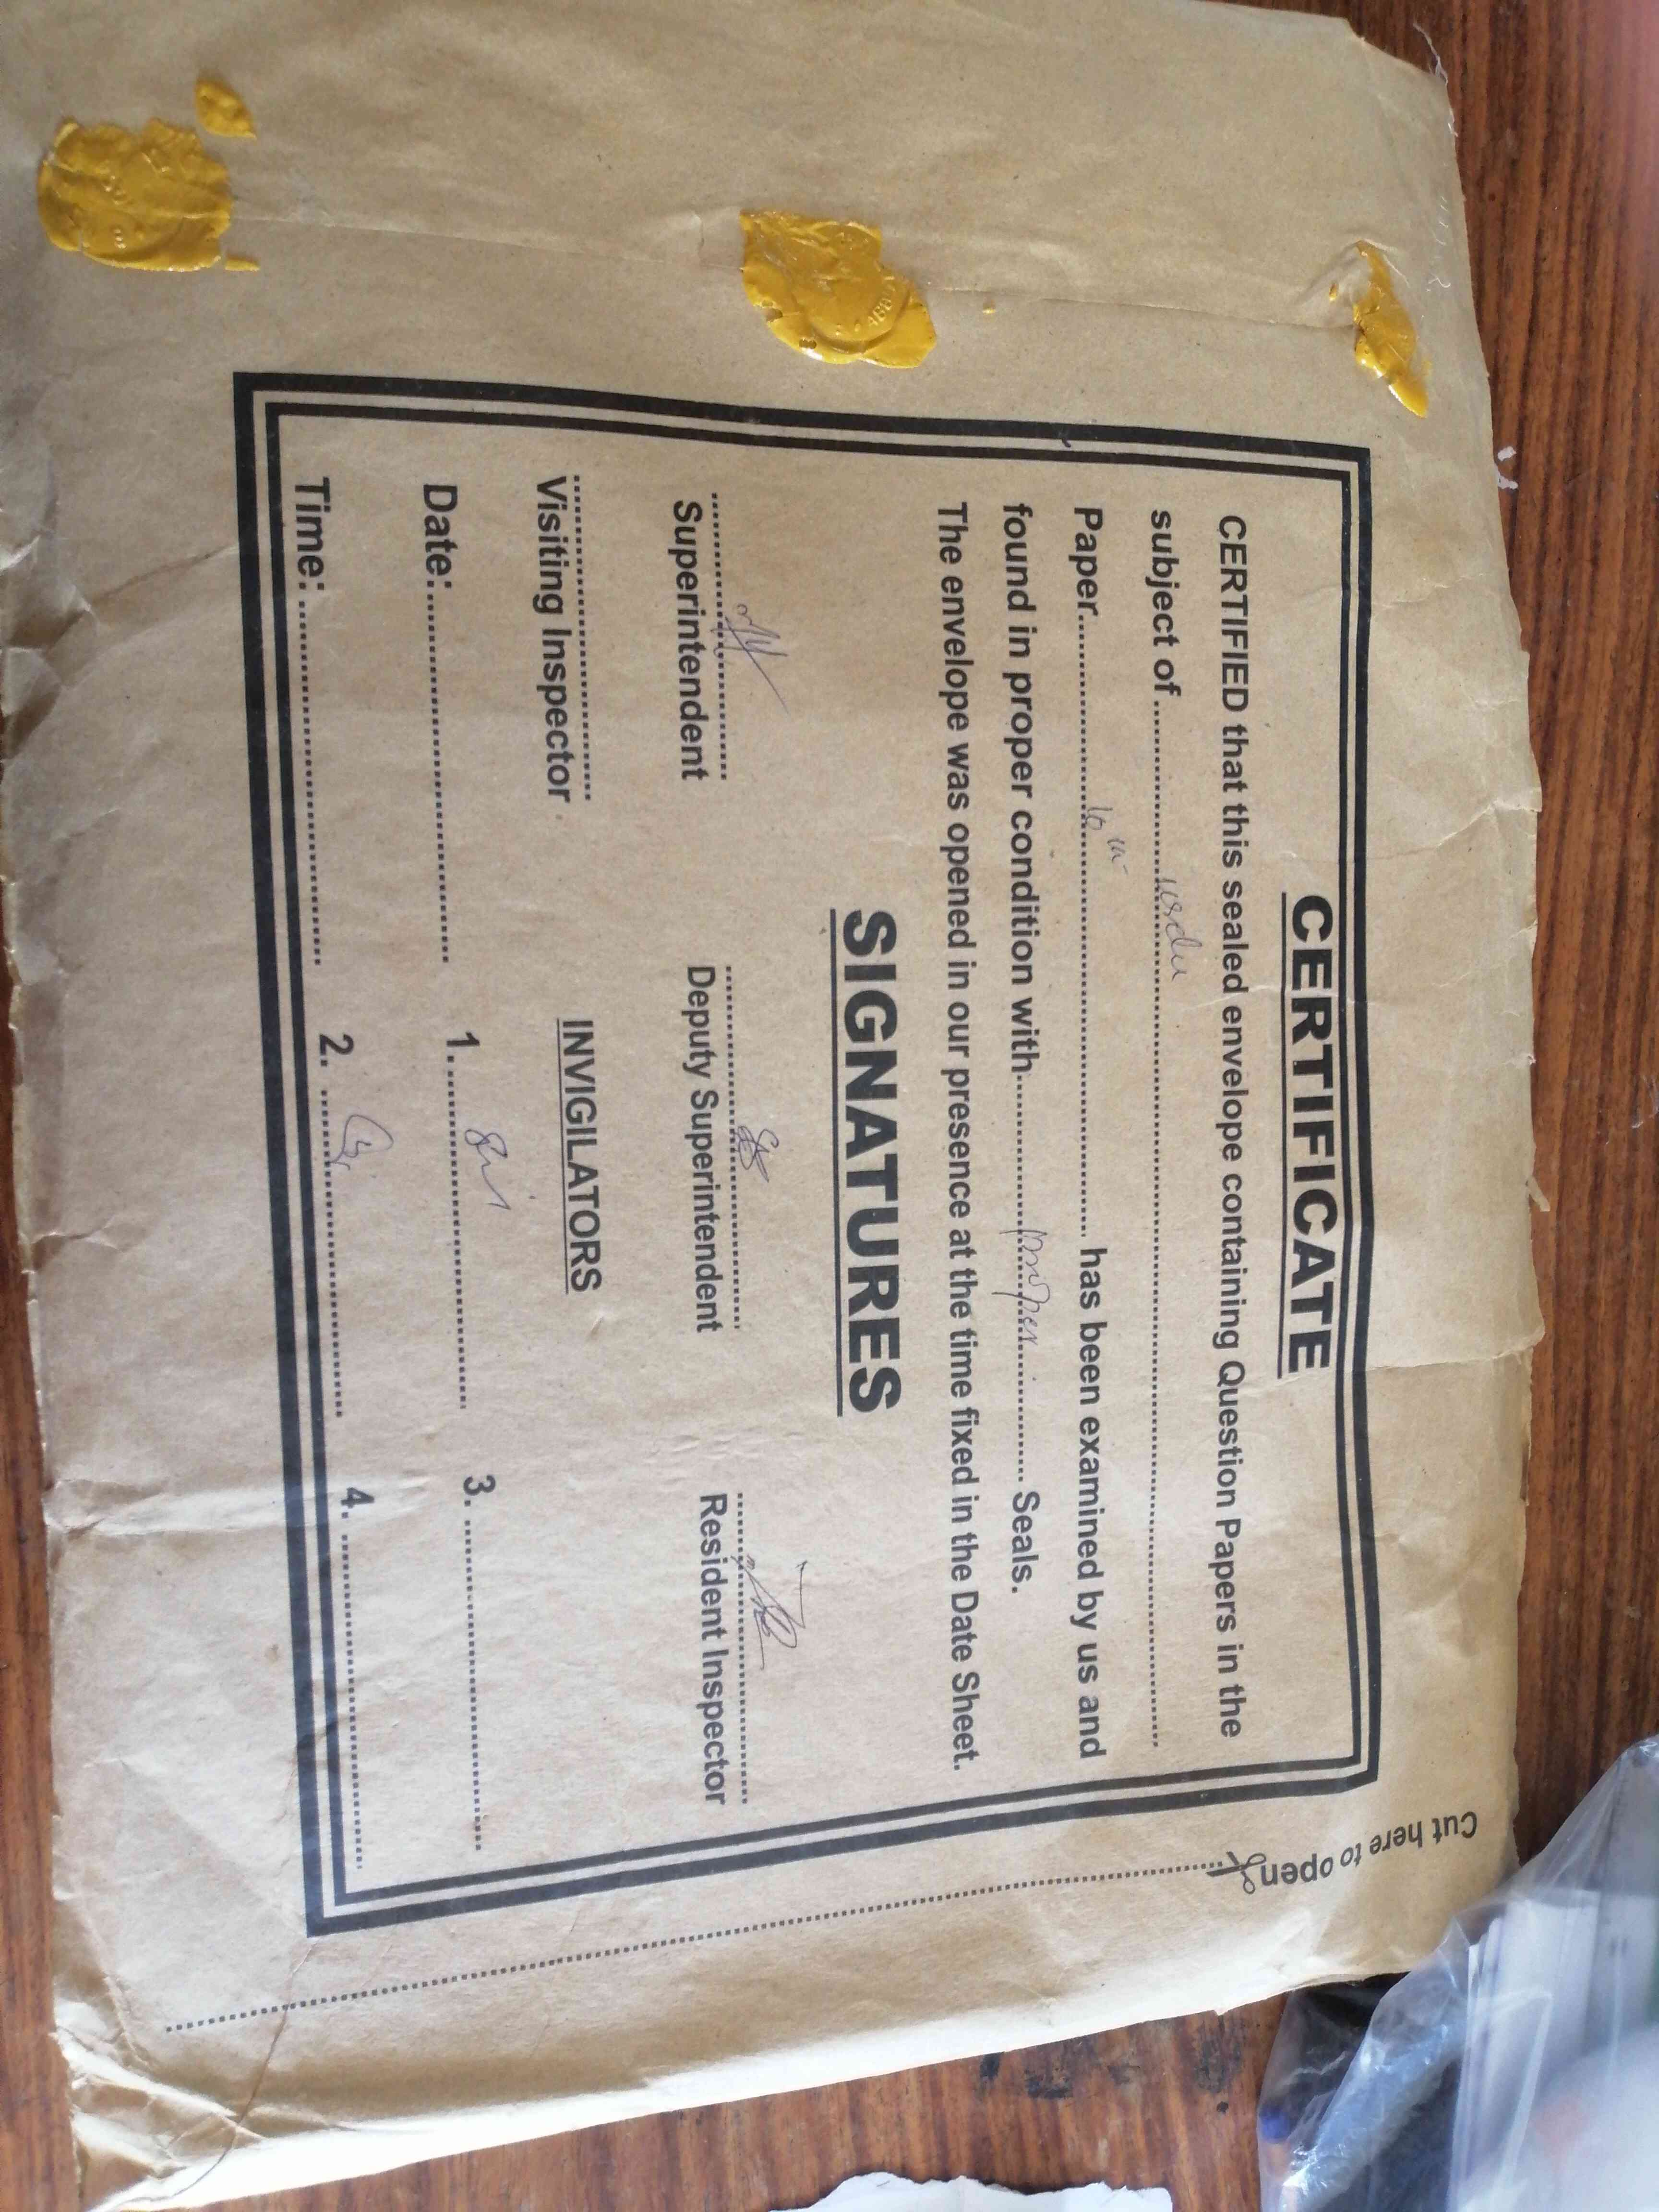 CERTIFICATE
CERTIFIED that this sealed envelope containing Question Papers in the
subject of ........ urdu ........
Paper........ 10th ........ has been examined by us and
found in proper condition with........ proper ........ Seals.
The envelope was opened in our presence at the time fixed in the Date Sheet.
SIGNATURES
Superintendent Deputy Superintendent Resident Inspector
Visiting Inspector INVIGILATORS
Date:........ 1......... 3. ........
Time: ........ 2. ........ 4. ........
Cut here to open